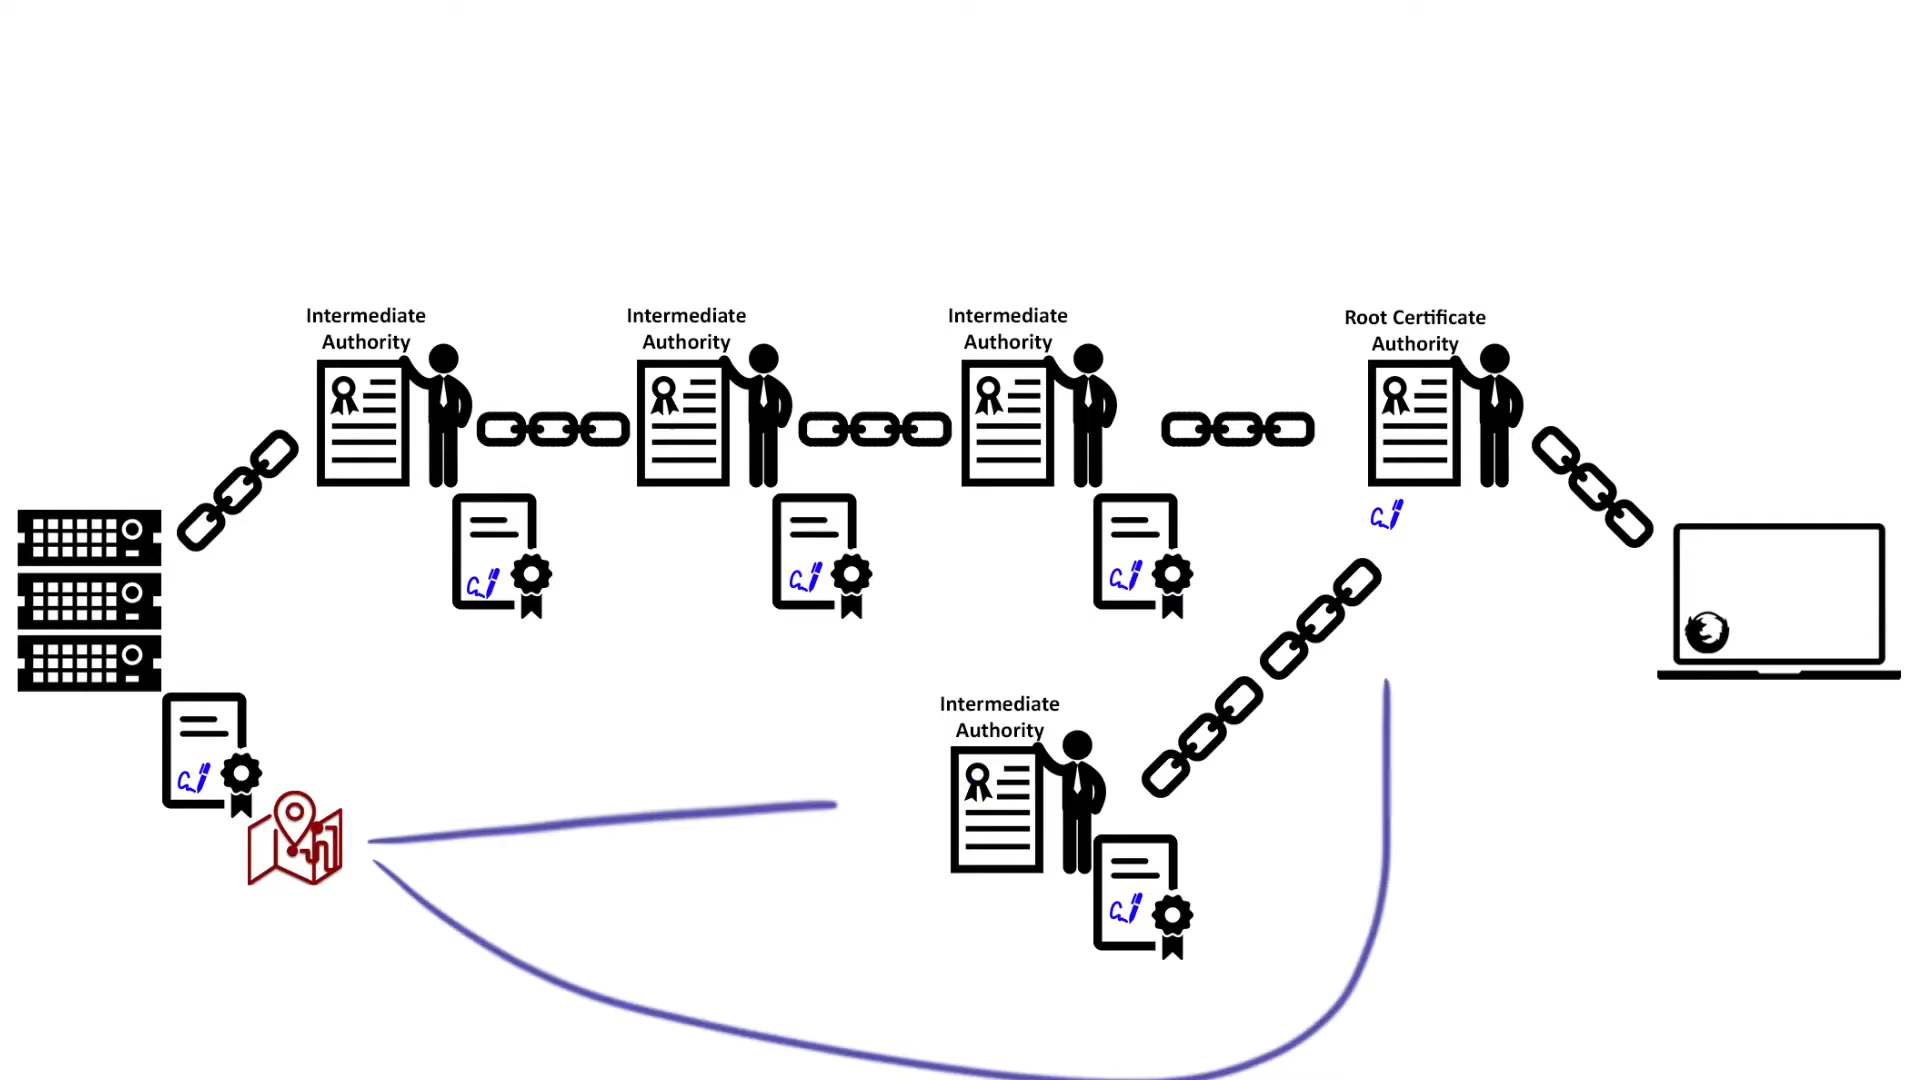 Intermediate
Authority
Intermediate
Authority
Intermediate
Authority
Root Certificate
Authority
Intermediate
Authority